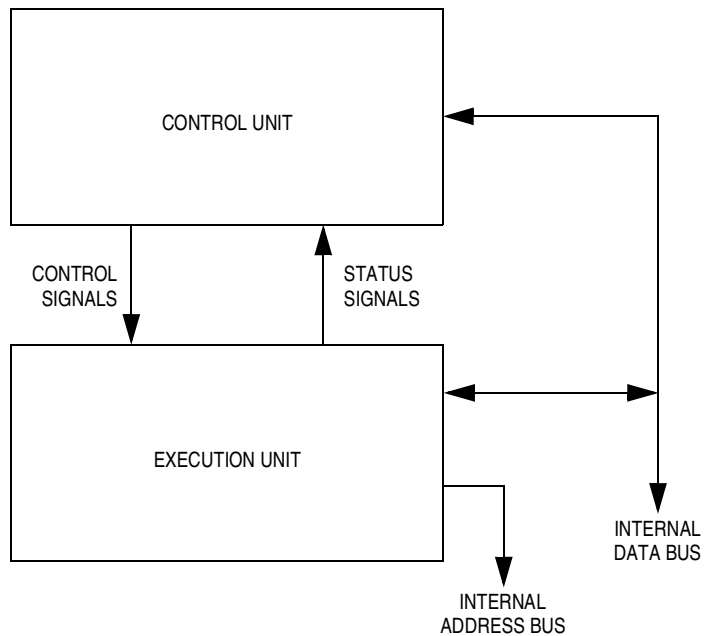 CONTROL UNIT
CONTROL
SIGNALS
STATUS
SIGNALS
EXECUTION UNIT
INTERNAL
DATA BUS
INTERNAL
ADDRESS BUS